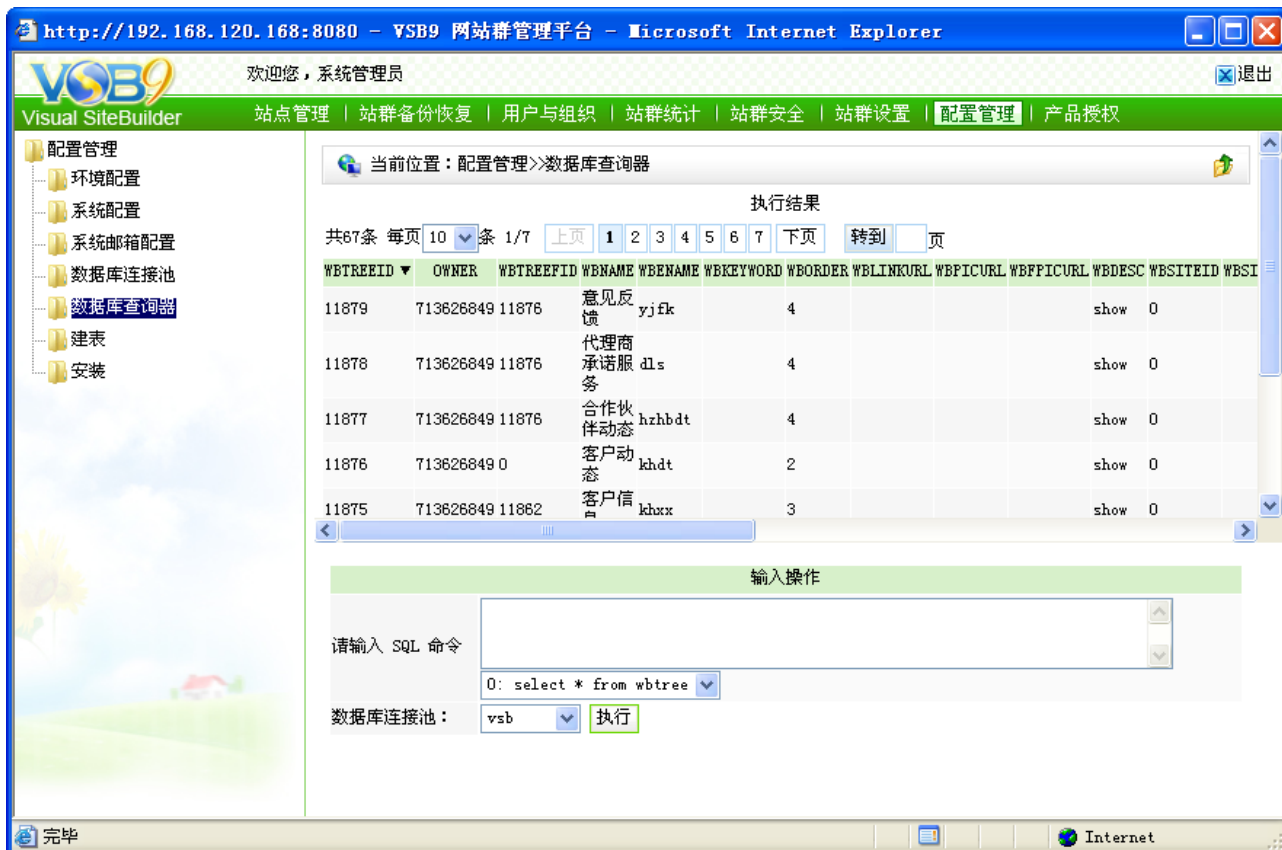 http://192.168.120.168:8080 - VSB9 网站群管理平台 - Microsoft Internet Explorer
VSB9
Visual SiteBuilder
欢迎您，系统管理员
退出
站点管理 | 站群备份恢复 | 用户与组织 | 站群统计 | 站群安全 | 站群设置 | 配置管理 | 产品授权
配置管理
环境配置
系统配置
系统邮箱配置
数据库连接池
数据库查询器
建表
安装
当前位置：配置管理>>数据库查询器
执行结果
共67条 每页 10 条 1/7 上页 1 2 3 4 5 6 7 下页 转到 页
WBTREEID ▼ OWNER WBTREEFID WBNAME WBENAME WBKEYWORD WBORDER WBLINKURL WBPICURL WBFPICURL WBDESC WBSITEID WBSI
11879 713626849 11876 意见反馈 yjfk 4 show 0
11878 713626849 11876 代理商承诺服务 dls 4 show 0
11877 713626849 11876 合作伙伴动态 hzhbdt 4 show 0
11876 713626849 0 客户动态 khdt 2 show 0
11875 713626849 11862 客户信息 khxx 3 show 0
输入操作
请输入 SQL 命令
0: select * from wbtree
数据库连接池： vsb 执行
完毕
Internet